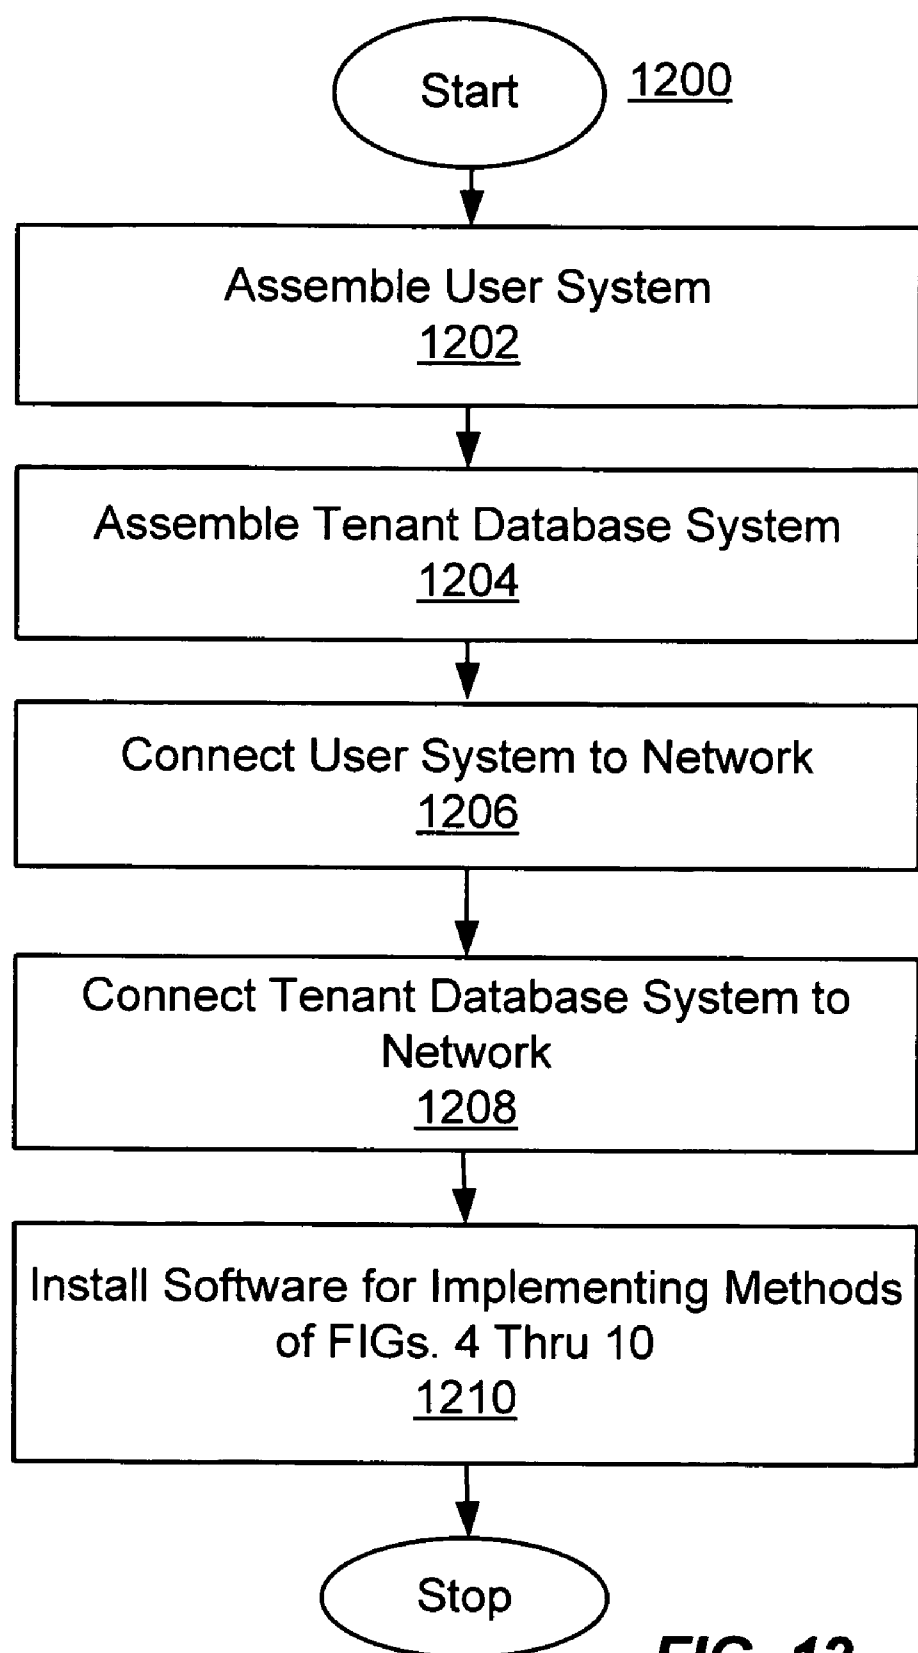 Start
1200
Assemble User System
1202
Assemble Tenant Database System
1204
Connect User System to Network
1206
Connect Tenant Database System to
Network
1208
Install Software for Implementing Methods
of FIGs. 4 Thru 10
1210
Stop
FIG.